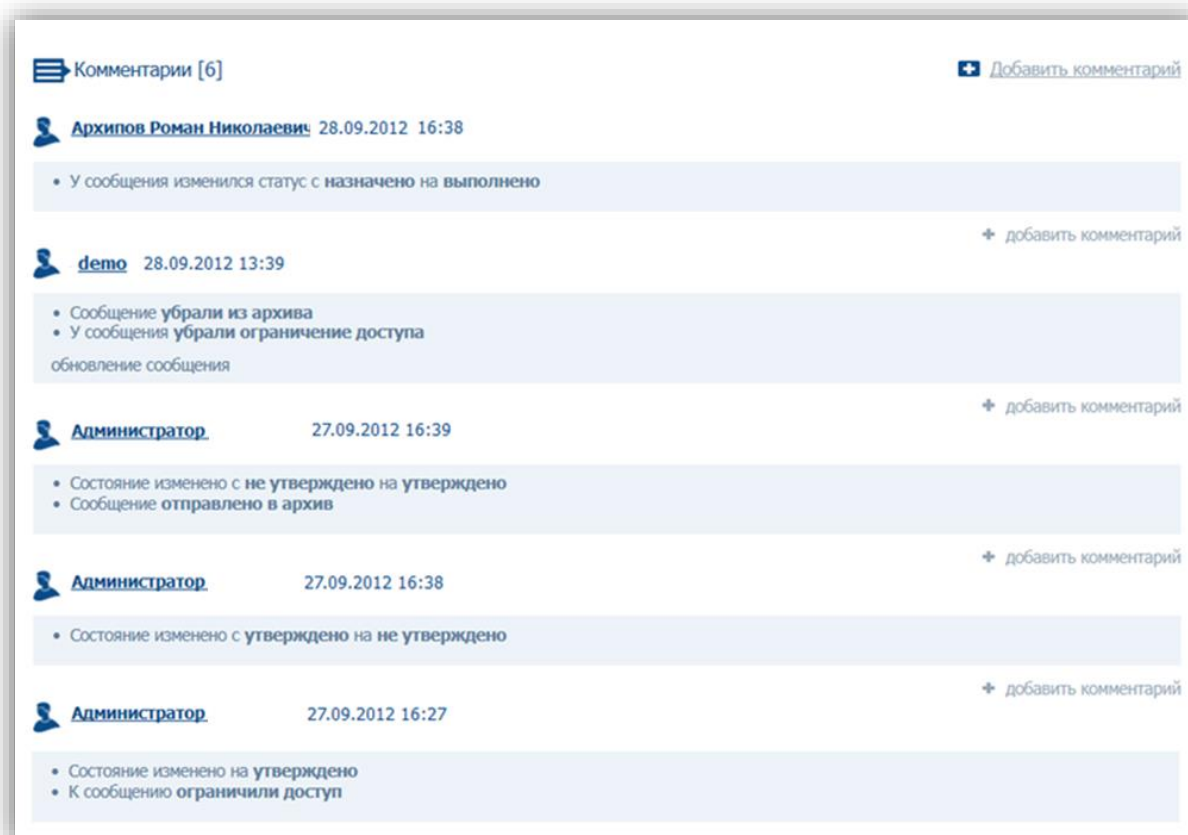 Комментарии [6]
Добавить комментарий
Архипов Роман Николаевич 28.09.2012 16:38
• У сообщения изменился статус с назначено на выполнено
+ добавить комментарий
demo 28.09.2012 13:39
• Сообщение убрали из архива
• У сообщения убрали ограничение доступа
обновление сообщения
+ добавить комментарий
Администратор 27.09.2012 16:39
• Состояние изменено с не утверждено на утверждено
• Сообщение отправлено в архив
+ добавить комментарий
Администратор 27.09.2012 16:38
• Состояние изменено с утверждено на не утверждено
+ добавить комментарий
Администратор 27.09.2012 16:27
• Состояние изменено на утверждено
• К сообщению ограничили доступ